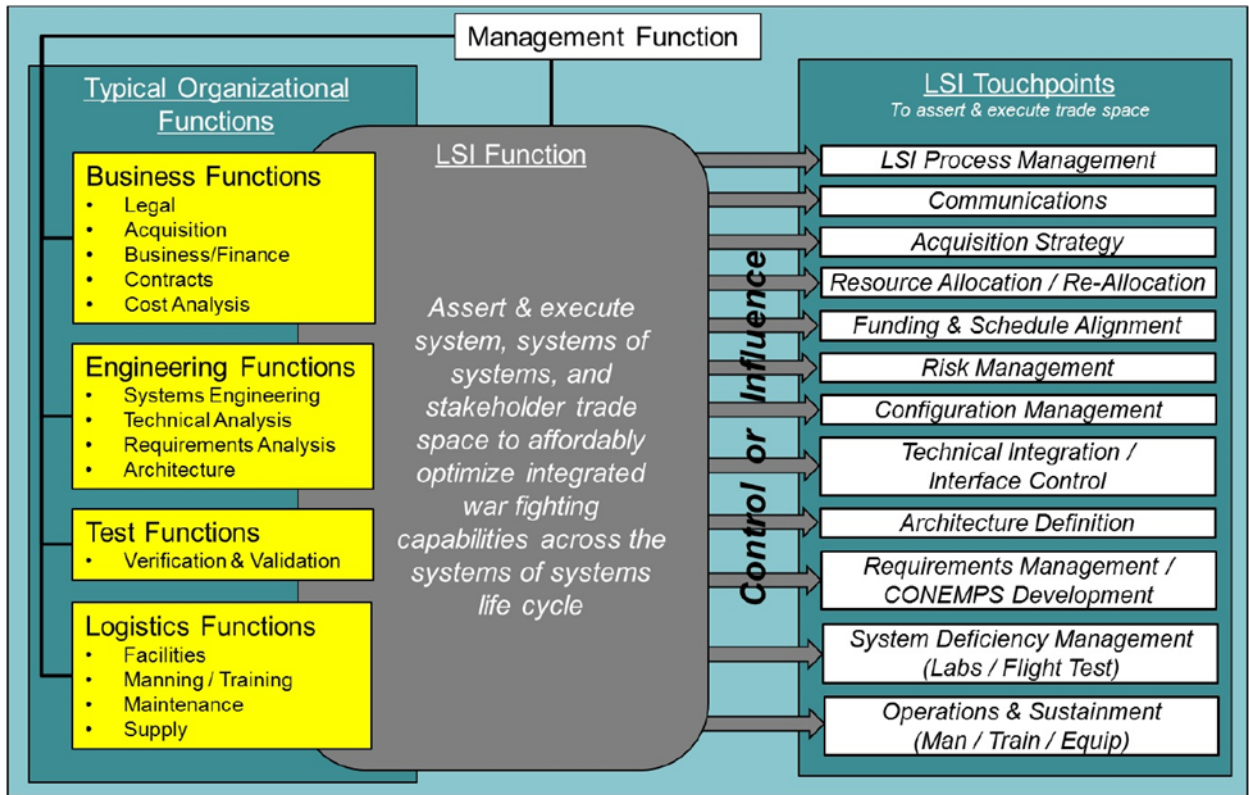 Management Function
Typical Organizational
Functions
Business Functions
• Legal
• Acquisition
• Business/Finance
• Contracts
• Cost Analysis
Engineering Functions
• Systems Engineering
• Technical Analysis
• Requirements Analysis
• Architecture
Test Functions
• Verification & Validation
Logistics Functions
• Facilities
• Manning / Training
• Maintenance
• Supply
LSI Function
Assert & execute
system, systems of
systems, and
stakeholder trade
space to affordably
optimize integrated
war fighting
capabilities across the
systems of systems
life cycle
Control or Influence
LSI Touchpoints
To assert & execute trade space
LSI Process Management
Communications
Acquisition Strategy
Resource Allocation / Re-Allocation
Funding & Schedule Alignment
Risk Management
Configuration Management
Technical Integration /
Interface Control
Architecture Definition
Requirements Management /
CONEMPS Development
System Deficiency Management
(Labs / Flight Test)
Operations & Sustainment
(Man / Train / Equip)